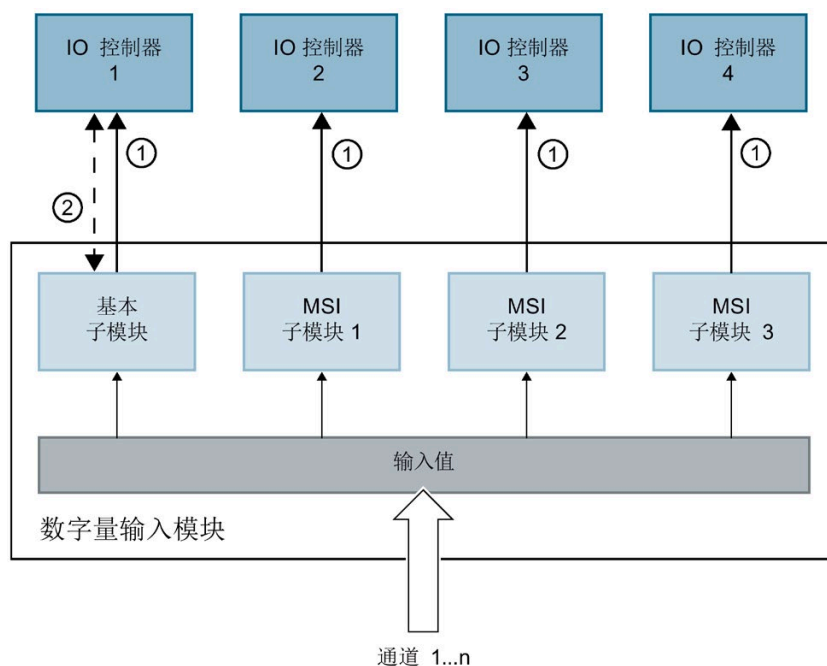 IO 控制器
1
IO 控制器
2
IO 控制器
3
IO 控制器
4
①
①
①
①
②
基本
子模块
MSI
子模块 1
MSI
子模块 2
MSI
子模块 3
输入值
数字量输入模块
通道 1...n